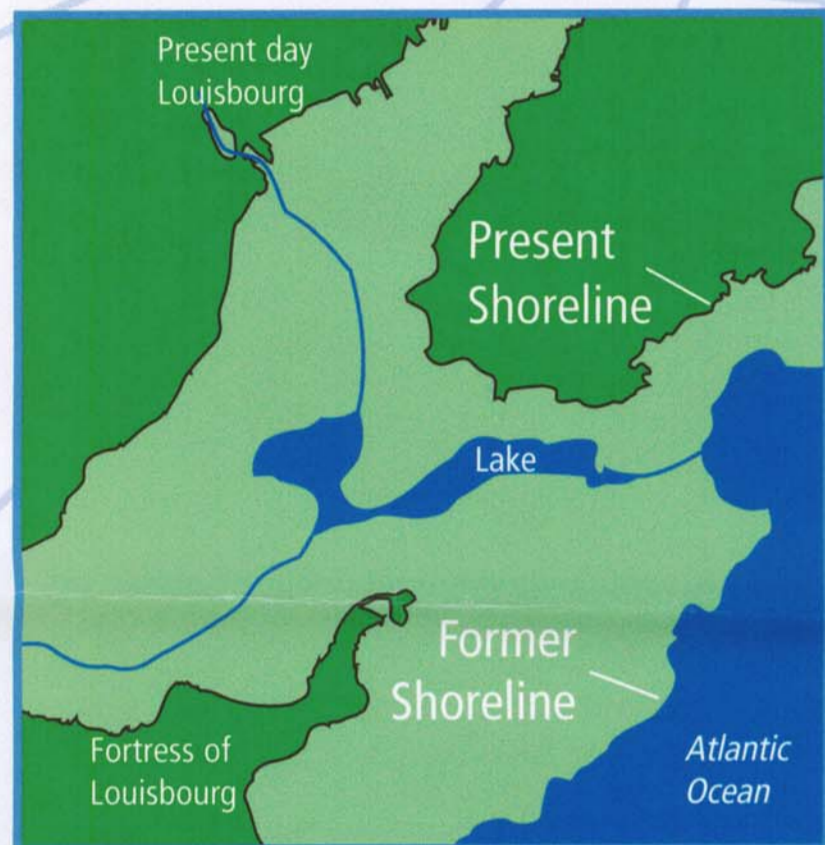 Present day
Louisbourg
Present
Shoreline
Lake
Former
Shoreline
Fortress of
Louisbourg
Atlantic
Ocean